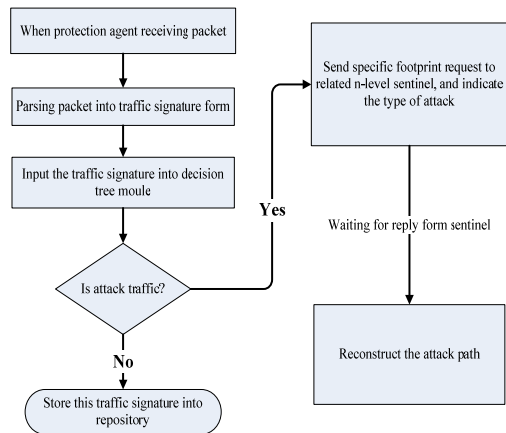 When protection agent receiving packet
Parsing packet into traffic signature form
Input the traffic signature into decision
tree moule
Is attack traffic?
Yes
No
Store this traffic signature into
repository
Send specific footprint request to
related n-level sentinel, and indicate
the type of attack
Waiting for reply form sentinel
Reconstruct the attack path